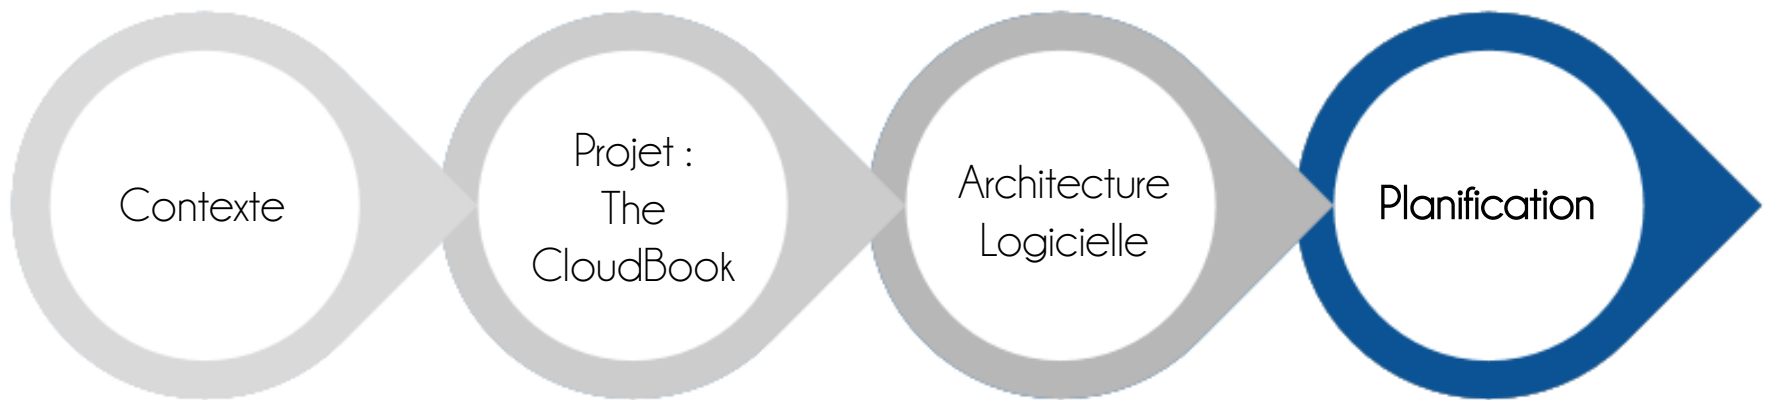 Contexte
Projet :
The
CloudBook
Architecture
Logicielle
Planification